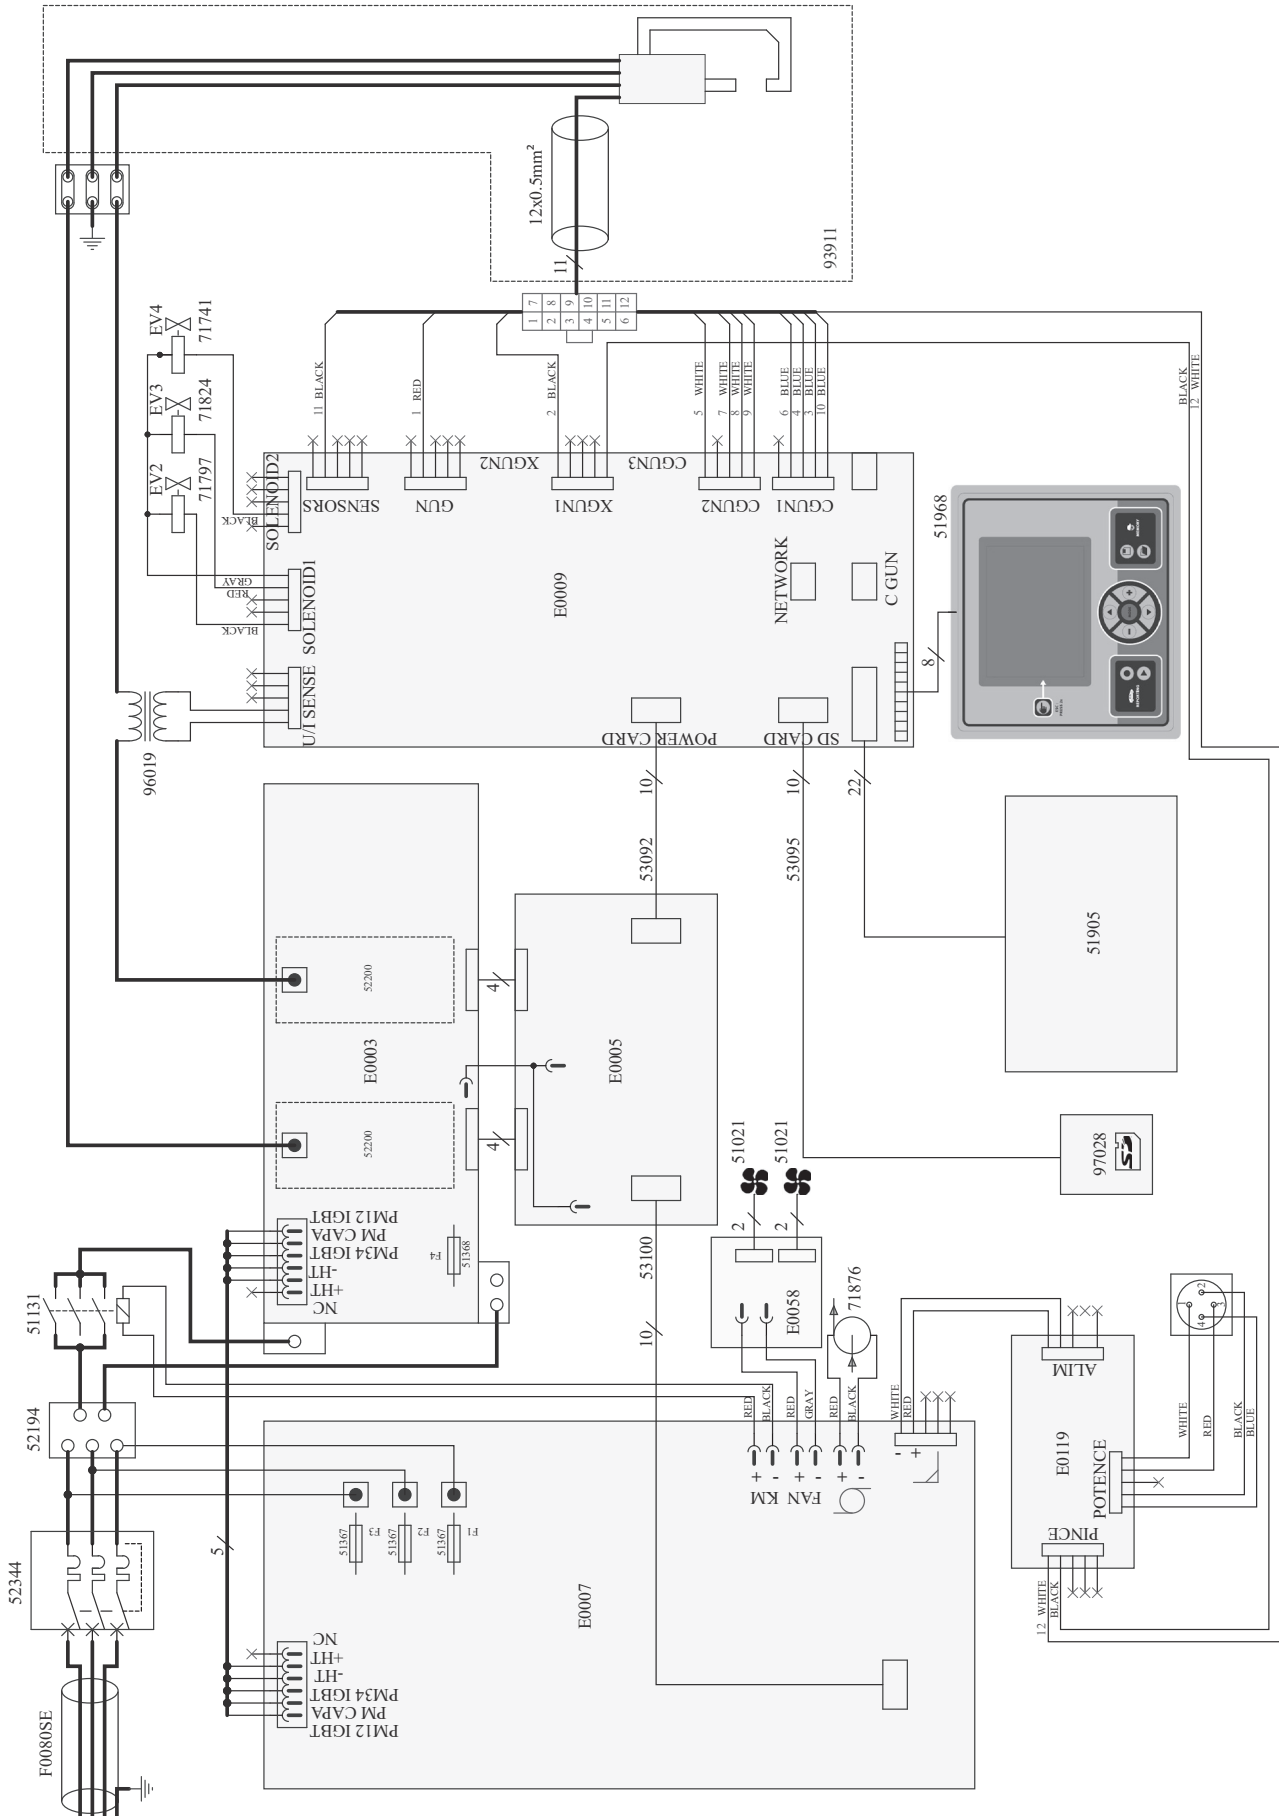 12x0.5mm²
11
93911
EV4
71741
EV3
71824
EV2
71797
7
8
9
10
11
12
1
2
3
4
5
6
11 BLACK
1 RED
2 BLACK
5 WHITE
7 WHITE
8 WHITE
9 WHITE
6 BLUE
4 BLUE
3 BLUE
10 BLUE
BLACK
12 WHITE
SOLENOID2
BLACK
GRAY
RED
BLACK
SOLENOID1
U/I SENSE
SENSORS
GUN
XGUN2
XGUN1
CGUN3
CGUN2
CGUN1
NETWORK
C GUN
E0009
POWER CARD
SD CARD
8
51968
REPORTING
MEMORY
96019
10
53092
10
53095
22
51905
52200
E0003
52200
4
4
E0005
PM12 IGBT
PM CAPA
PM34 IGBT
-HT
+HT
NC
F4
51368
51131
52194
52344
F0080SE
51021
51021
2
2
53100
10
E0058
71876
97028
SD
RED
BLACK
RED
GRAY
RED
BLACK
WHITE
RED
+
-
KM
+
-
FAN
+
-
-
+
51367
F3
51367
F2
51367
F1
5
E0007
NC
+HT
-HT
PM34 IGBT
PM CAPA
PM12 IGBT
ALIM
E0119
POTENCE
PINCE
WHITE
RED
BLACK
BLUE
1
2
3
4
12 WHITE
BLACK